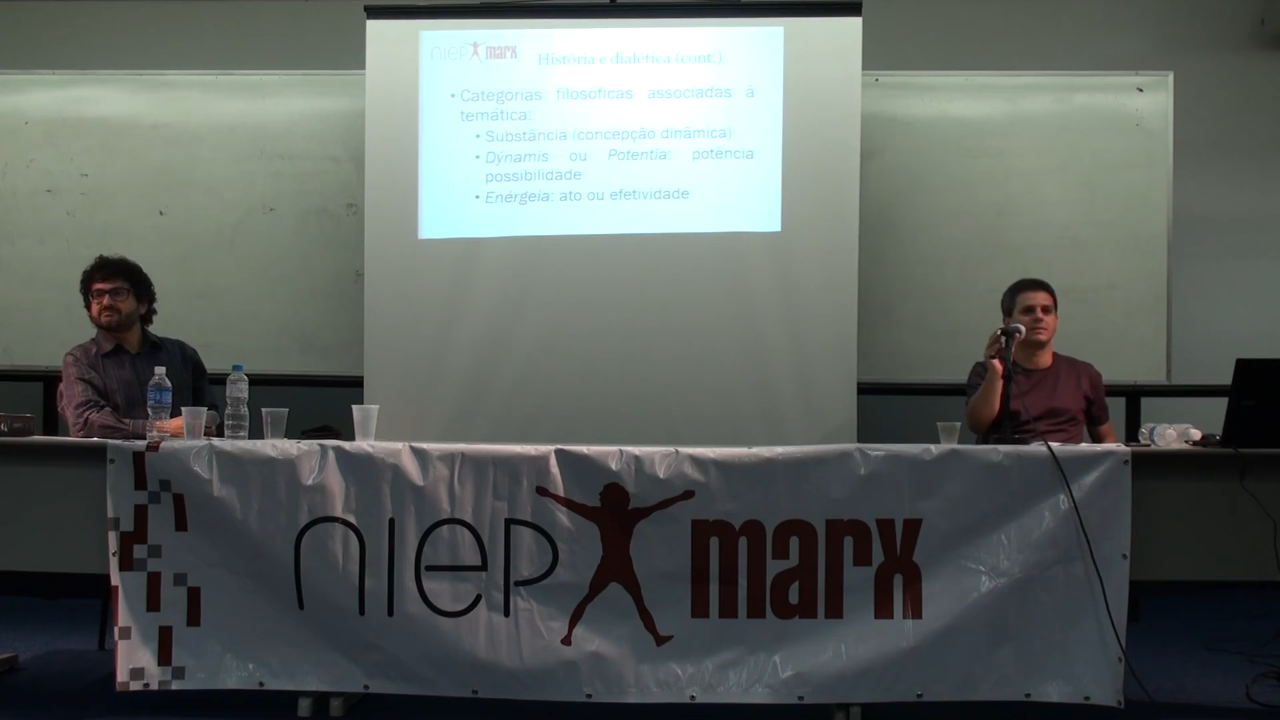 niep marx
História e dialética (cont.)
• Categorias filosóficas associadas à
temática:
• Substância (concepção dinâmica)
• Dýnamis ou Potentia: potência
possibilidade
• Enérgeia: ato ou efetividade
niep marx